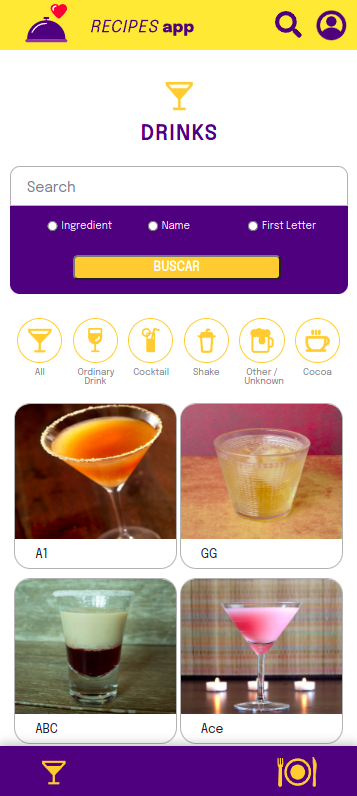 RECIPES app
DRINKS
Search
Ingredient Name First Letter
BUSCAR
All Ordinary Drink Cocktail Shake Other / Unknown Cocoa
A1 GG
ABC Ace